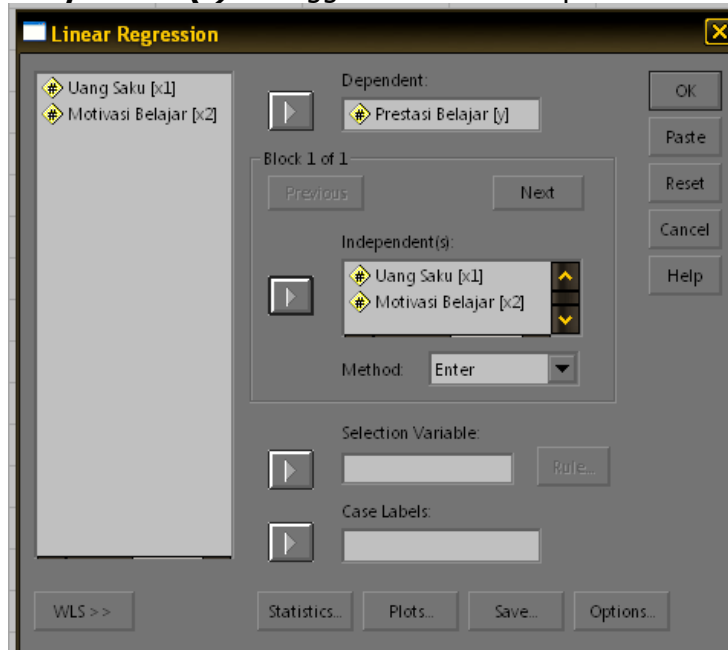 Linear Regression
Uang Saku [x1]
Motivasi Belajar [x2]
Dependent:
Prestasi Belajar [y]
Block 1 of 1
Previous
Next
Independent(s):
Uang Saku [x1]
Motivasi Belajar [x2]
Method: Enter
Selection Variable:
Rule...
Case Labels:
OK
Paste
Reset
Cancel
Help
WLS >>
Statistics...
Plots...
Save...
Options...